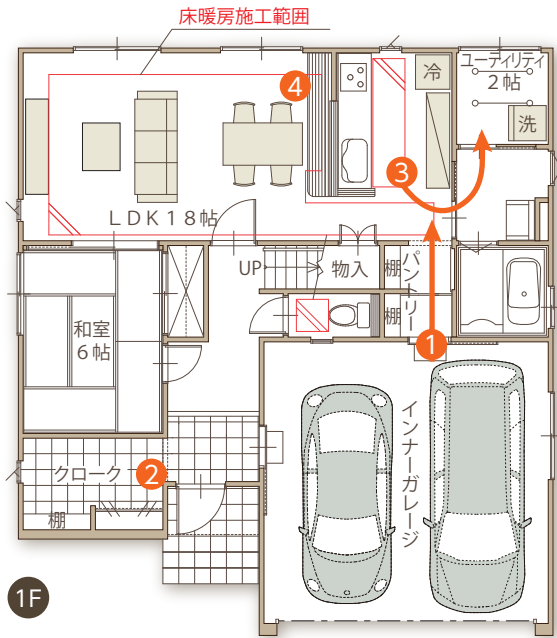 床暖房施工範囲
4
冷
ユーティリティ
2帖
洗
3
LDK18帖
UP
物入
棚
パントリー
棚
1
和室
6帖
インナーガレージ
クローク
2
棚
1F